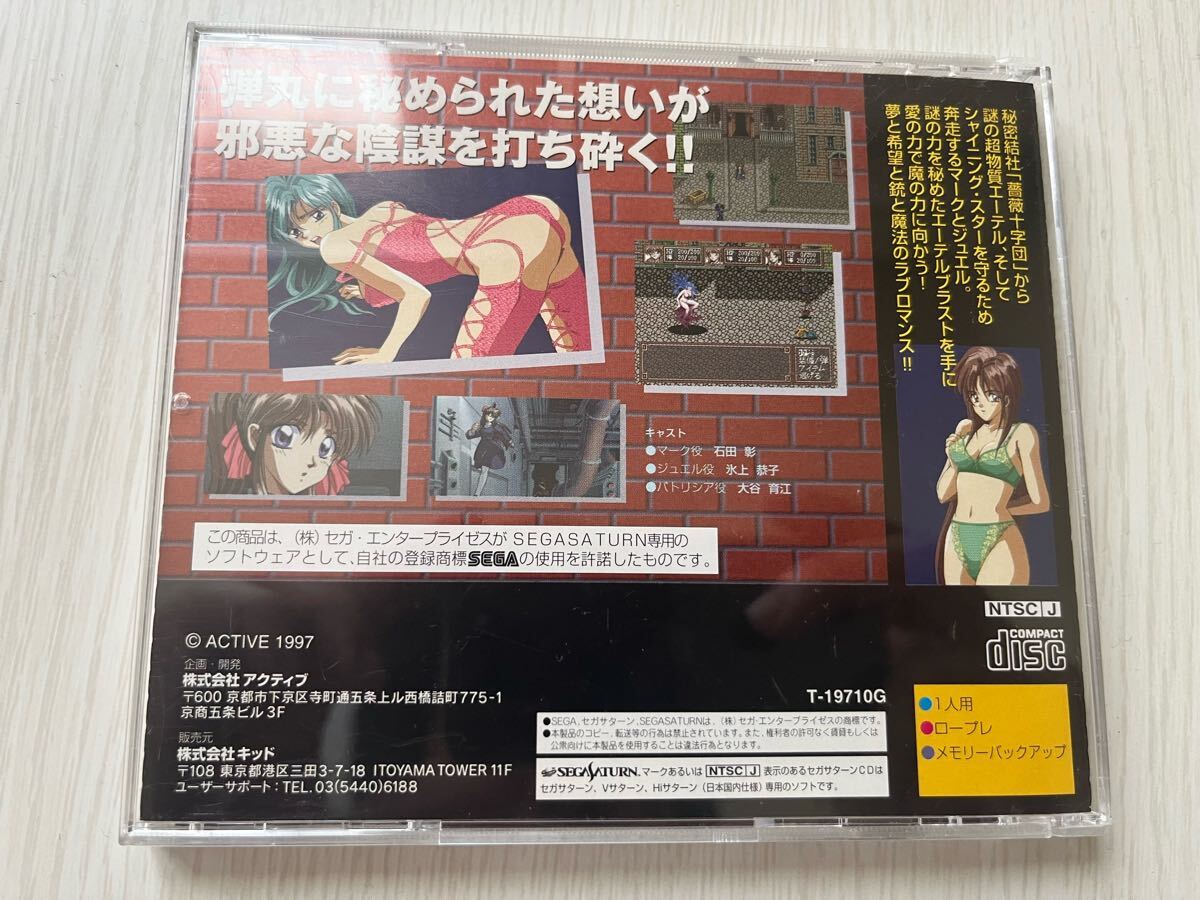 弾丸に秘められた想いが
邪悪な陰謀を打ち砕く!!
秘密結社「薔薇十字団」から
謎の超物質エーテル、そして
シャイニング・スターを守るため
奔走するマークとジュエル。
謎の力を秘めたエーテルブラストを手に
愛の力で魔の力に向かう!
夢と希望と銃と魔法のラブロマンス!!
キャスト
●マーク役 石田 彰
●ジュエル役 氷上 恭子
●パトリシア役 大谷 育江
この商品は、(株)セガ・エンタープライゼスがSEGASATURN専用の
ソフトウェアとして、自社の登録商標SEGAの使用を許諾したものです。
© ACTIVE 1997
企画・開発
株式会社 アクティブ
〒600 京都市下京区寺町通五条上ル西橋詰町775-1
京商五条ビル3F
販売元
株式会社 キッド
〒108 東京都港区三田3-7-18 ITOYAMA TOWER 11F
ユーザーサポート:TEL.03(5440)6188
NTSC J
COMPACT
disc
T-19710G
●SEGA,セガサターン,SEGASATURNは、(株)セガ・エンタープライゼスの商標です。
●本製品のコピー、転送等の行為は禁じています。また、権利者の許可なく賃貸もしくは
公衆向けに本製品を使用することは違法行為となります。
SEGASATURN.マークあるいは NTSC J 表示のあるセガサターンCDは
セガサターン、Vサターン、Hiサターン(日本国内仕様)専用のソフトです。
●1人用
●ロープレ
●メモリーバックアップ